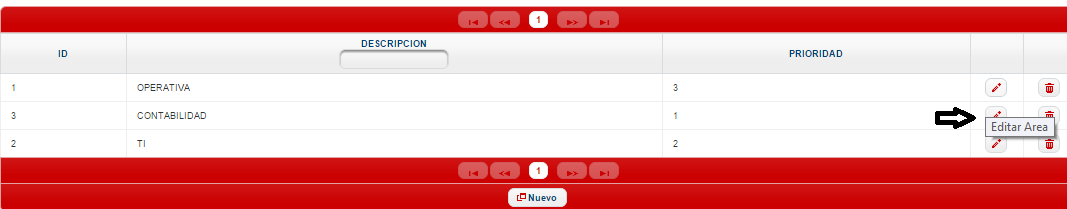 1
ID DESCRIPCION PRIORIDAD
1 OPERATIVA 3
3 CONTABILIDAD 1
Editar Area
2 TI 2
1
Nuevo